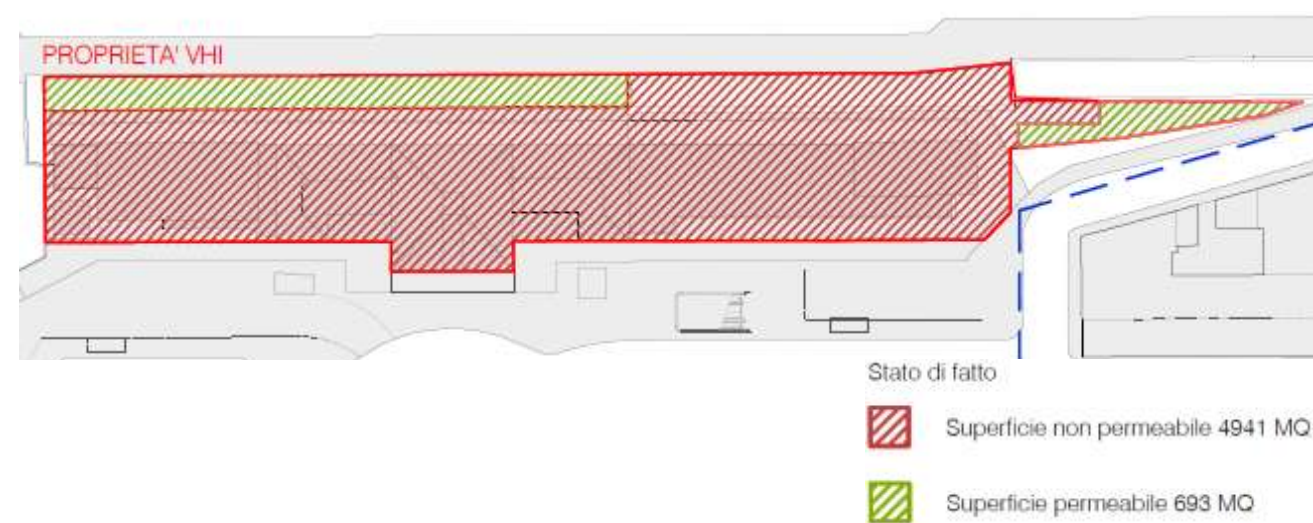 PROPRIETA' VHI
Stato di fatto
Superficie non permeabile 4941 MQ
Superficie permeabile 693 MQ